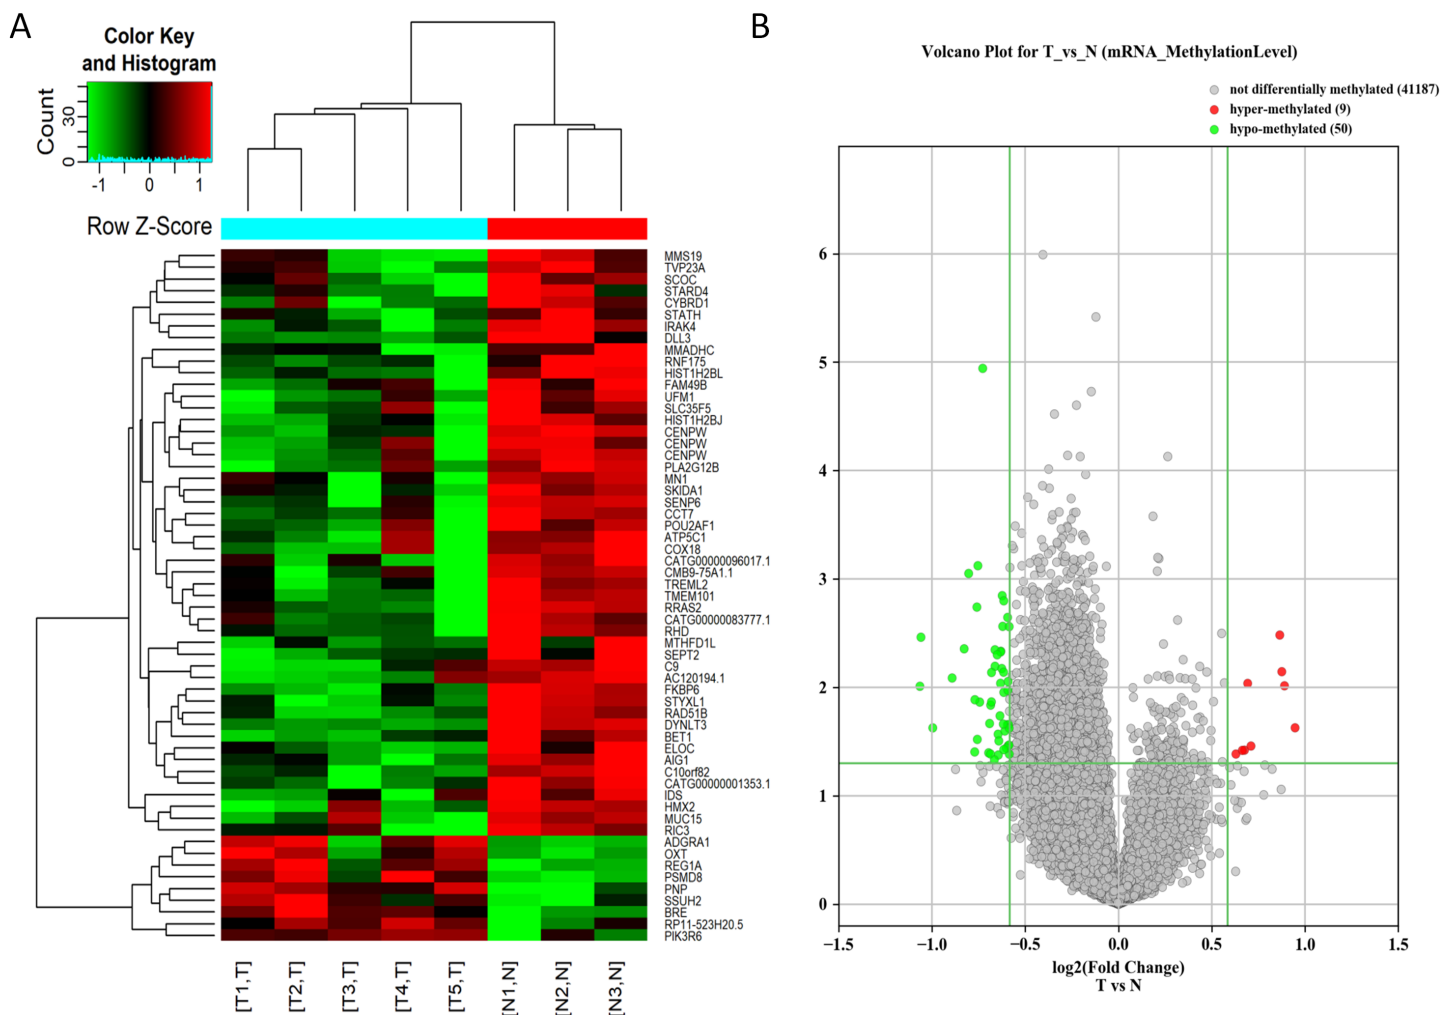 A
Color Key
and Histogram
Count
0 30
-1 0 1
Row Z-Score
MMS19
TVP23A
SCOC
STARD4
CYBRD1
STATH
IRAK4
DLL3
MMADHC
RNF175
HIST1H2BL
FAM49B
UFM1
SLC35F5
HIST1H2BJ
CENPW
CENPW
CENPW
PLA2G12B
MN1
SKIDA1
SENP6
CCT7
POU2AF1
ATP5C1
COX18
CATG00000096017.1
CMB9-75A1.1
TREML2
TMEM101
RRAS2
CATG00000083777.1
RHD
MTHFD1L
SEPT2
C9
AC120194.1
FKBP6
STYXL1
RAD51B
DYNLT3
BET1
ELOC
AIG1
C10orf82
CATG00000001353.1
IDS
HMX2
MUC15
RIC3
ADGRA1
OXT
REG1A
PSMD8
PNP
SSUH2
BRE
RP11-523H20.5
PIK3R6
[T1,T]
[T2,T]
[T3,T]
[T4,T]
[T5,T]
[N1,N]
[N2,N]
[N3,N]
B
Volcano Plot for T_vs_N (mRNA_MethylationLevel)
not differentially methylated (41187)
hyper-methylated (9)
hypo-methylated (50)
6
5
4
3
2
1
0
−1.5 −1.0 −0.5 0.0 0.5 1.0 1.5
log2(Fold Change)
T vs N